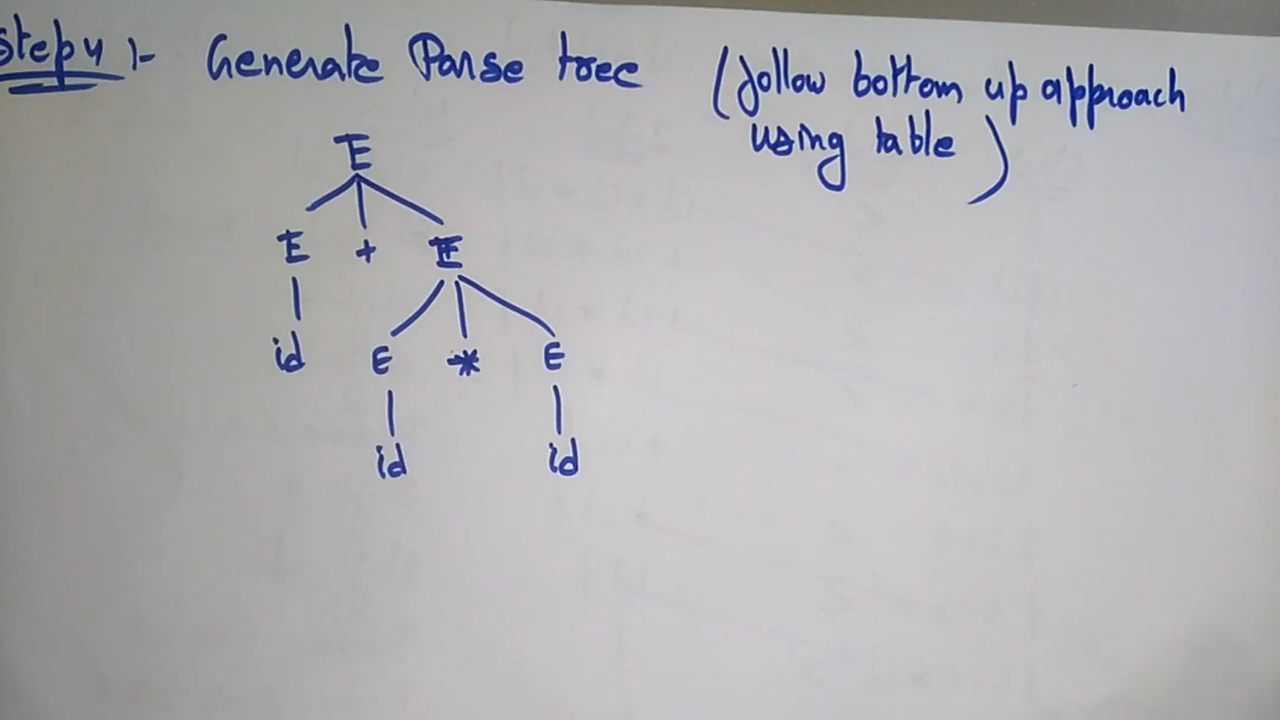 Step 4 :- Generate Parse tree (follow bottom up approach
using table)
E
E + E
id E * E
id id